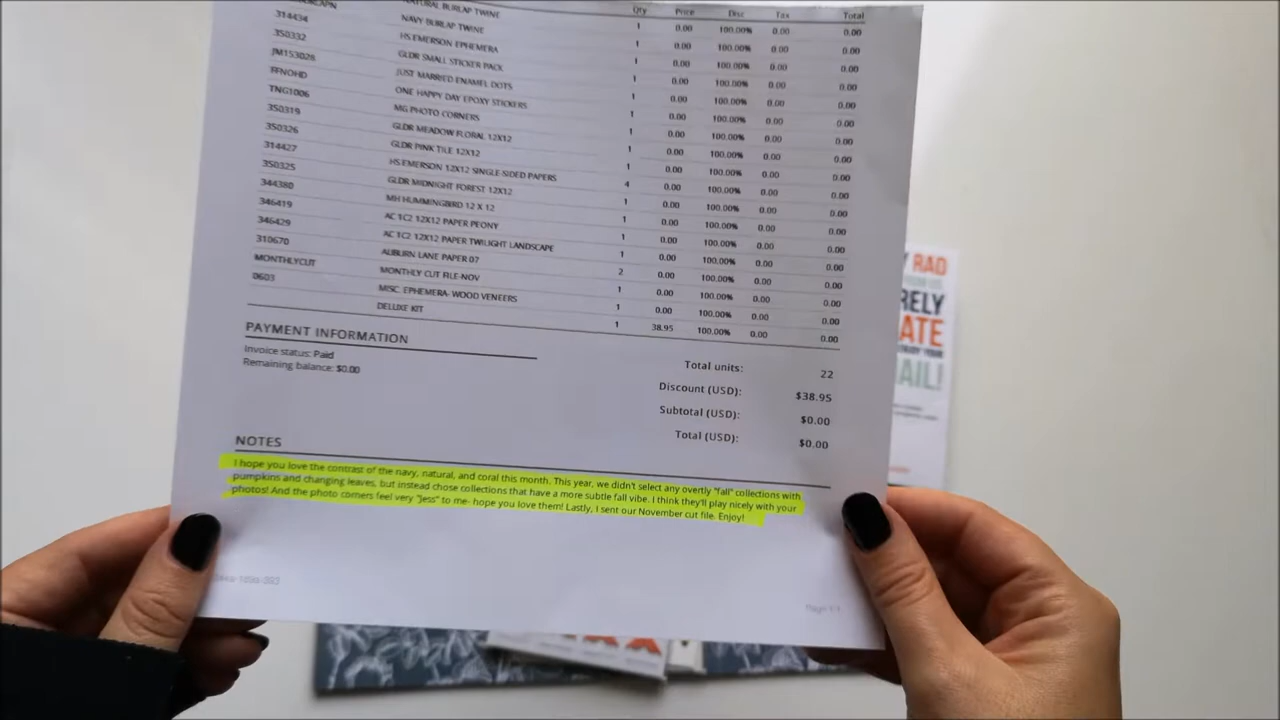 Qty Price Disc Tax Total
NATURAL BURLAP TWINE 1 0.00 100.00% 0.00 0.00
NAVY BURLAP TWINE 1 0.00 100.00% 0.00 0.00
314434 HS EMERSON EPHEMERA 1 0.00 100.00% 0.00 0.00
350332 GLDR SMALL STICKER PACK 1 0.00 100.00% 0.00 0.00
JM153028 JUST MARRIED ENAMEL DOTS 1 0.00 100.00% 0.00 0.00
FFNOHD ONE HAPPY DAY EPOXY STICKERS 1 0.00 100.00% 0.00 0.00
TNG1006 MG PHOTO CORNERS 1 0.00 100.00% 0.00 0.00
350319 GLDR MEADOW FLORAL 12X12 1 0.00 100.00% 0.00 0.00
350326 GLDR PINK TILE 12X12 1 0.00 100.00% 0.00 0.00
314427 HS EMERSON 12X12 SINGLE-SIDED PAPERS 4 0.00 100.00% 0.00 0.00
350325 GLDR MIDNIGHT FOREST 12X12 1 0.00 100.00% 0.00 0.00
344380 MH HUMMINGBIRD 12 X 12 1 0.00 100.00% 0.00 0.00
346419 AC 1C2 12X12 PAPER PEONY 1 0.00 100.00% 0.00 0.00
346429 AC 1C2 12X12 PAPER TWILIGHT LANDSCAPE 1 0.00 100.00% 0.00 0.00
310670 AUBURN LANE PAPER 07 2 0.00 100.00% 0.00 0.00
MONTHLYCUT MONTHLY CUT FILE-NOV 1 0.00 100.00% 0.00 0.00
0603 MISC. EPHEMERA- WOOD VENEERS 1 0.00 100.00% 0.00 0.00
DELUXE KIT 1 38.95 100.00% 0.00 0.00
PAYMENT INFORMATION
Invoice status: Paid
Remaining balance: $0.00
Total units: 22
Discount (USD): $38.95
Subtotal (USD): $0.00
Total (USD): $0.00
NOTES
I hope you love the contrast of the navy, natural, and coral this month. This year, we didn't select any overtly "fall" collections with
pumpkins and changing leaves, but instead chose collections that have a more subtle fall vibe. I think they'll play nicely with your
photos! And the photo corners feel very "Jess" to me- hope you love them! Lastly, I sent our November cut file. Enjoy!
Page 1/1
RAD